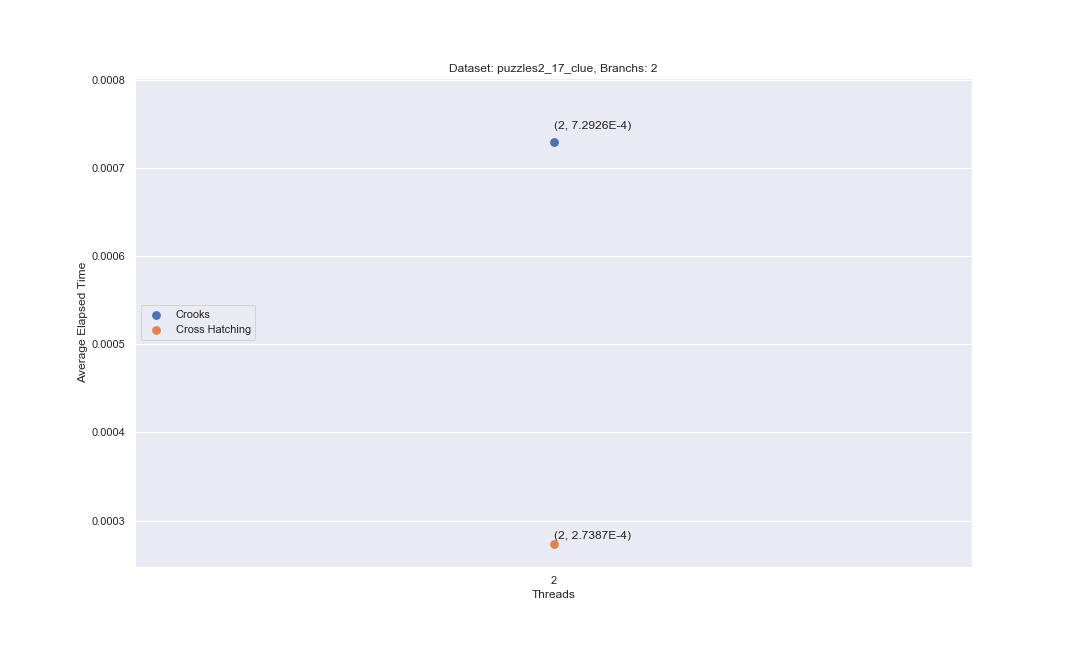 Dataset: puzzles2_17_clue, Branchs: 2
0.0008
(2, 7.2926E-4)
0.0007
0.0006
Average Elapsed Time
Crooks
Cross Hatching
0.0005
0.0004
0.0003
(2, 2.7387E-4)
2
Threads